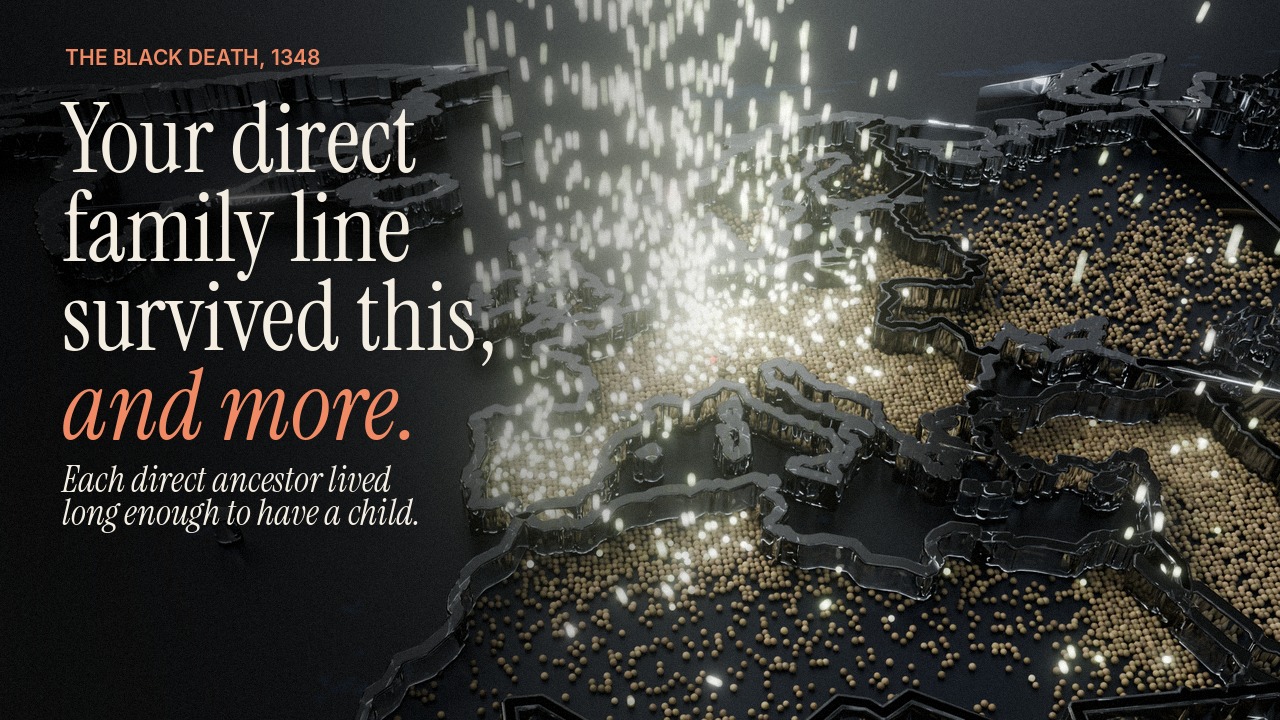 THE BLACK DEATH, 1348
Your direct
family line
survived this,
and more.
Each direct ancestor lived
long enough to have a child.